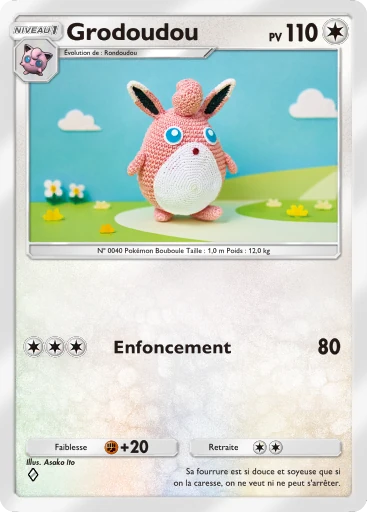 NIVEAU 1
Grodoudou
PV 110
Évolution de : Rondoudou
N° 0040 Pokémon Bouboule Taille : 1,0 m Poids : 12,0 kg
Enfoncement 80
Faiblesse +20
Retraite
Illus. Asako Ito
Sa fourrure est si douce et soyeuse que si
on la caresse, on ne veut ni ne peut s'arrêter.